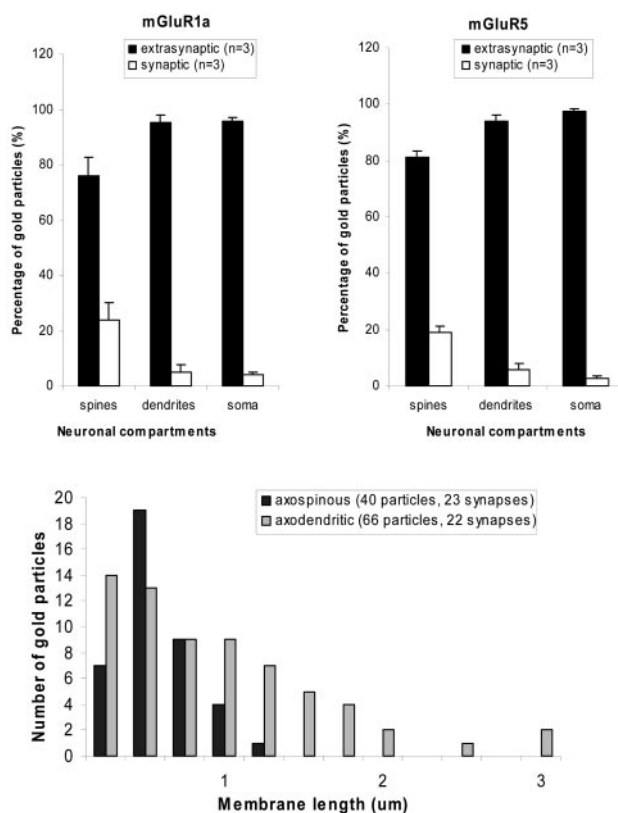 mGluR1a
extrasynaptic (n=3)
synaptic (n=3)
Percentage of gold particles (%)
120
100
80
60
40
20
0
spines dendrites soma
Neuronal compartments
mGluR5
extrasynaptic (n=3)
synaptic (n=3)
Percentage of gold particles (%)
120
100
80
60
40
20
0
spines dendrites soma
Neuronal compartments
axospinous (40 particles, 23 synapses)
axodendritic (66 particles, 22 synapses)
Number of gold particles
20
18
16
14
12
10
8
6
4
2
0
1 2 3
Membrane length (um)